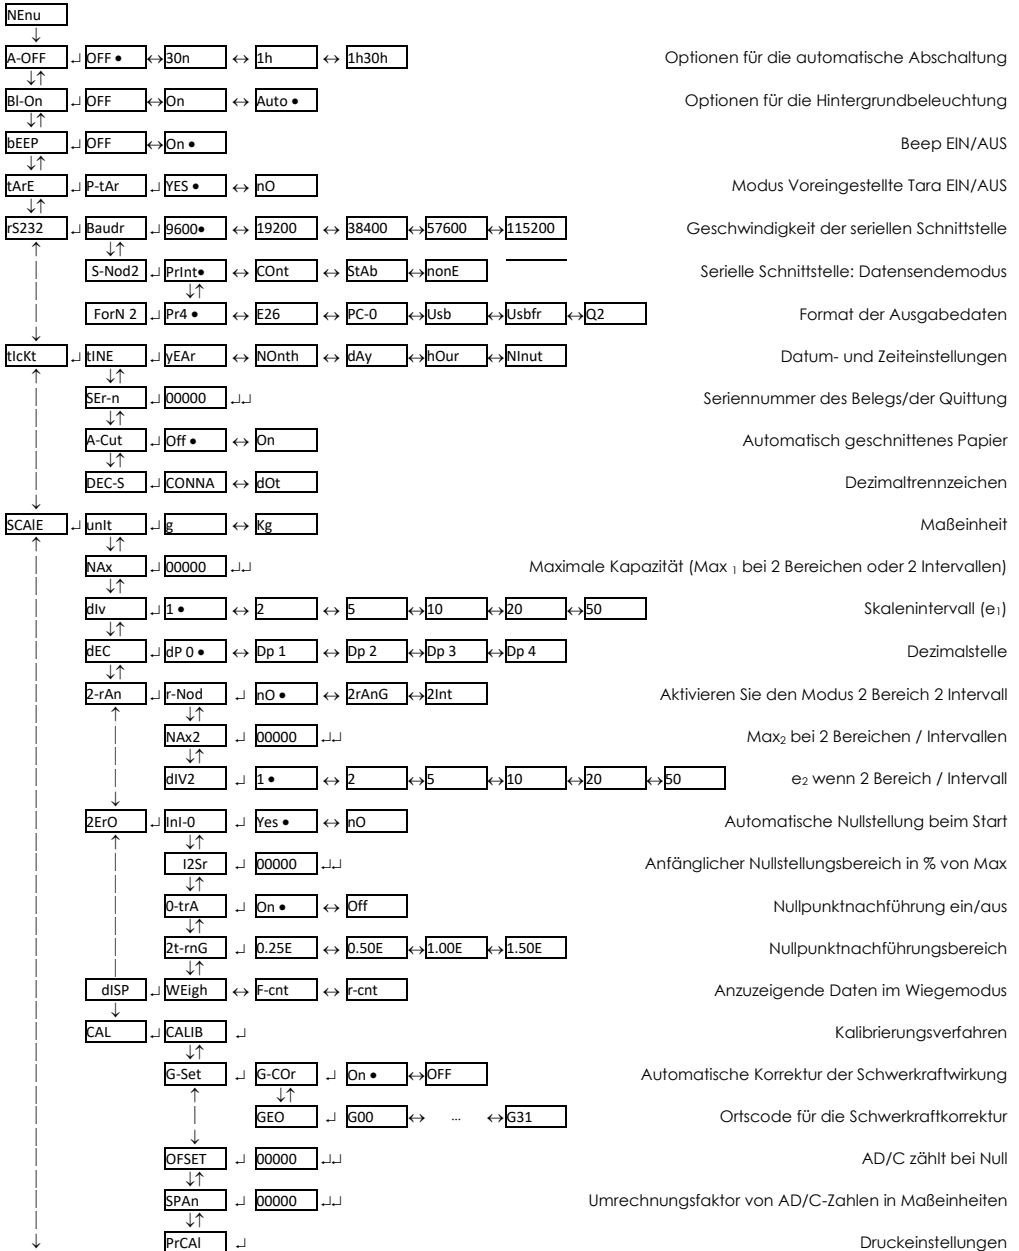 NEnu
↓
A-OFF ↵ OFF • ↔ 30n ↔ 1h ↔ 1h30h Optionen für die automatische Abschaltung
↓↑
Bl-On ↵ OFF ↔ On ↔ Auto • Optionen für die Hintergrundbeleuchtung
↓↑
bEEP ↵ OFF ↔ On • Beep EIN/AUS
↓↑
tArE ↵ P-tAr ↵ YES • ↔ nO Modus Voreingestellte Tara EIN/AUS
↓↑
rS232 ↵ Baudr ↵ 9600• ↔ 19200 ↔ 38400 ↔ 57600 ↔ 115200 Geschwindigkeit der seriellen Schnittstelle
↑ ↓↑
S-Nod2 ↵ PrInt• ↔ COnt ↔ StAb ↔ nonE Serielle Schnittstelle: Datensendemodus
↓↑
ForN 2 ↵ Pr4 • ↔ E26 ↔ PC-0 ↔ Usb ↔ Usbfr ↔ Q2 Format der Ausgabedaten
↓
tIcKt ↵ tINE ↵ yEAr ↔ NOnth ↔ dAy ↔ hOur ↔ NInut Datum- und Zeiteinstellungen
↑ ↓↑
SEr-n ↵ 00000 ↵↵ Seriennummer des Belegs/der Quittung
↓↑
A-Cut ↵ Off • ↔ On Automatisch geschnittenes Papier
↓↑
DEC-S ↵ CONNA ↔ dOt Dezimaltrennzeichen
↓
SCAlE ↵ unIt ↵ g ↔ Kg Maßeinheit
↑ ↓↑
NAx ↵ 00000 ↵↵ Maximale Kapazität (Max 1 bei 2 Bereichen oder 2 Intervallen)
↓↑
dIv ↵ 1 • ↔ 2 ↔ 5 ↔ 10 ↔ 20 ↔ 50 Skalenintervall (e1)
↓↑
dEC ↵ dP 0 • ↔ Dp 1 ↔ Dp 2 ↔ Dp 3 ↔ Dp 4 Dezimalstelle
↓↑
2-rAn ↵ r-Nod ↵ nO • ↔ 2rAnG ↔ 2Int Aktivieren Sie den Modus 2 Bereich 2 Intervall
↑ ↓↑
NAx2 ↵ 00000 ↵↵ Max2 bei 2 Bereichen / Intervallen
↓↑
dIV2 ↵ 1 • ↔ 2 ↔ 5 ↔ 10 ↔ 20 ↔ 50 e2 wenn 2 Bereich / Intervall
↓
2ErO ↵ InI-0 ↵ Yes • ↔ nO Automatische Nullstellung beim Start
↑ ↓↑
I2Sr ↵ 00000 ↵↵ Anfänglicher Nullstellungsbereich in % von Max
↓↑
0-trA ↵ On • ↔ Off Nullpunktnachführung ein/aus
↓↑
2t-rnG ↵ 0.25E ↔ 0.50E ↔ 1.00E ↔ 1.50E Nullpunktnachführungsbereich
↓↑
dISP ↵ WEigh ↔ F-cnt ↔ r-cnt Anzuzeigende Daten im Wiegemodus
↓
CAL ↵ CALIB ↵ Kalibrierungsverfahren
↓↑
G-Set ↵ G-COr ↵ On • ↔ OFF Automatische Korrektur der Schwerkraftwirkung
↑ ↓↑
GEO ↵ G00 ↔ ... ↔ G31 Ortscode für die Schwerkraftkorrektur
↓
OFSET ↵ 00000 ↵↵ AD/C zählt bei Null
↓↑
SPAn ↵ 00000 ↵↵ Umrechnungsfaktor von AD/C-Zahlen in Maßeinheiten
↓↑
↓ PrCAl ↵ Druckeinstellungen